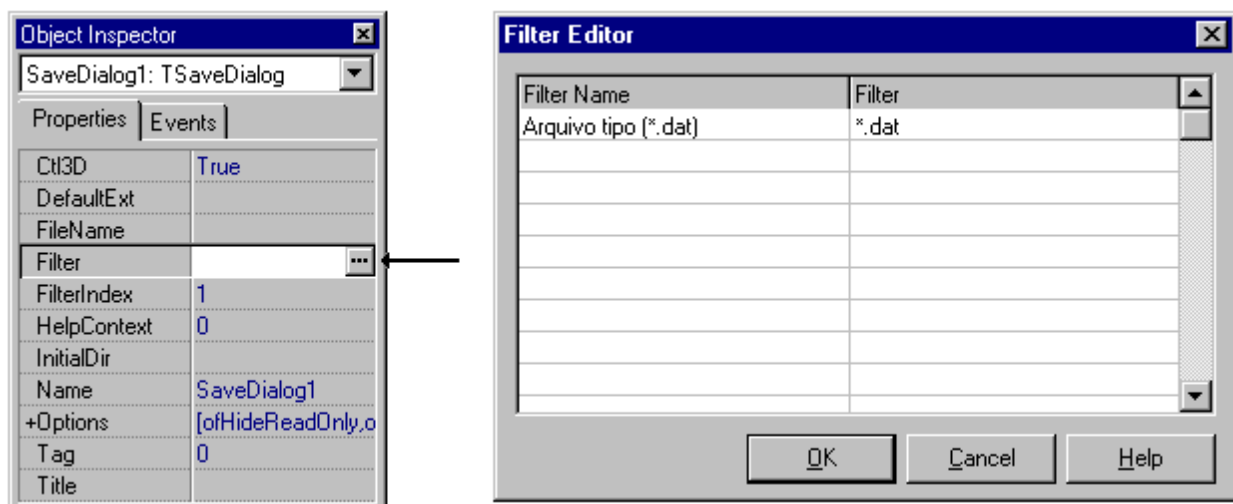 Object Inspector
SaveDialog1: TSaveDialog
Properties Events
Ctl3D True
DefaultExt
FileName
Filter
FilterIndex 1
HelpContext 0
InitialDir
Name SaveDialog1
+Options [ofHideReadOnly,o
Tag 0
Title
Filter Editor
Filter Name Filter
Arquivo tipo (*.dat) *.dat
OK Cancel Help